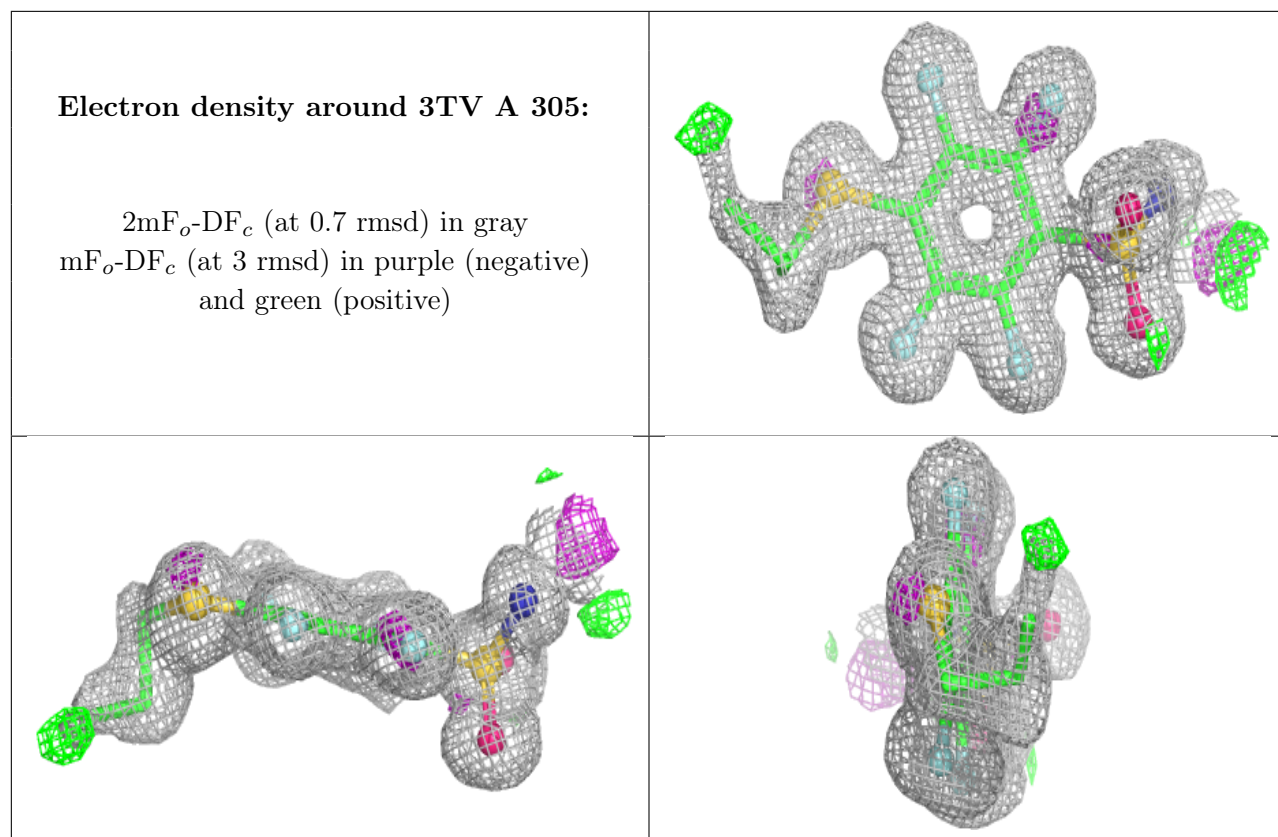 Electron density around 3TV A 305:
2mFₒ-DF𝒸 (at 0.7 rmsd) in gray
mFₒ-DF𝒸 (at 3 rmsd) in purple (negative)
and green (positive)